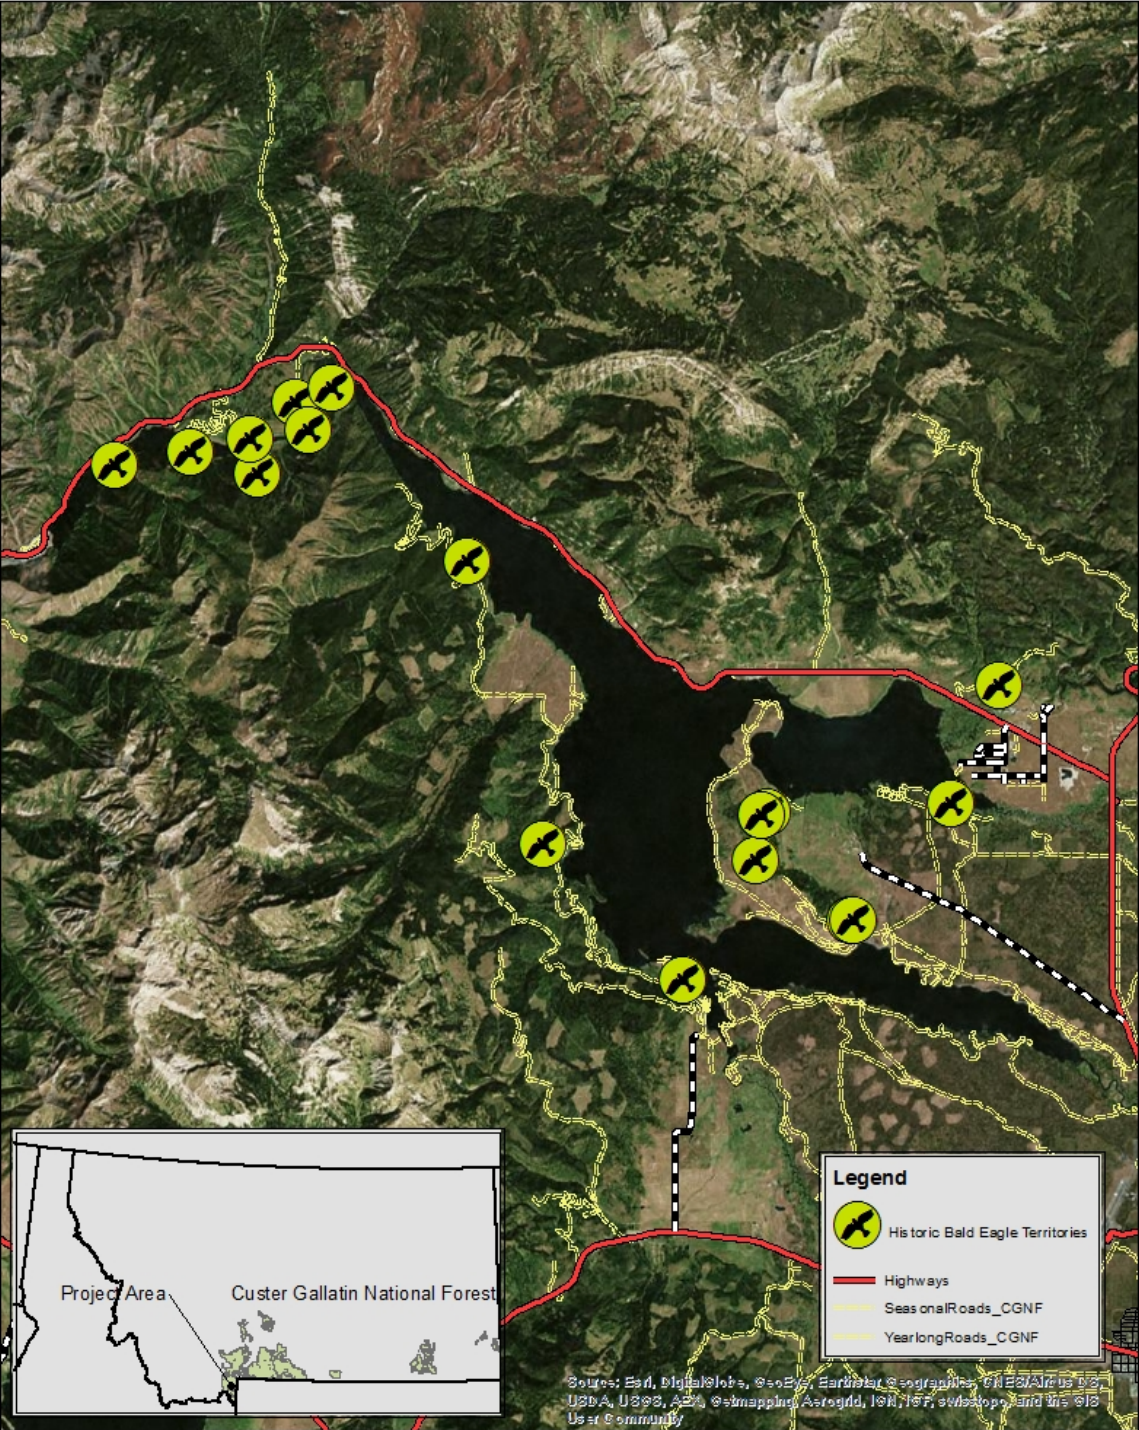 Project Area
Custer Gallatin National Forest
Legend
Historic Bald Eagle Territories
Highways
SeasonalRoads_CGNF
YearlongRoads_CGNF
Source: Esri, DigitalGlobe, GeoEye, Earthstar Geographics, CNES/Airbus DS,
USDA, USGS, AEX, Getmapping, Aerogrid, IGN, IGP, swisstopo, and the GIS
User Community